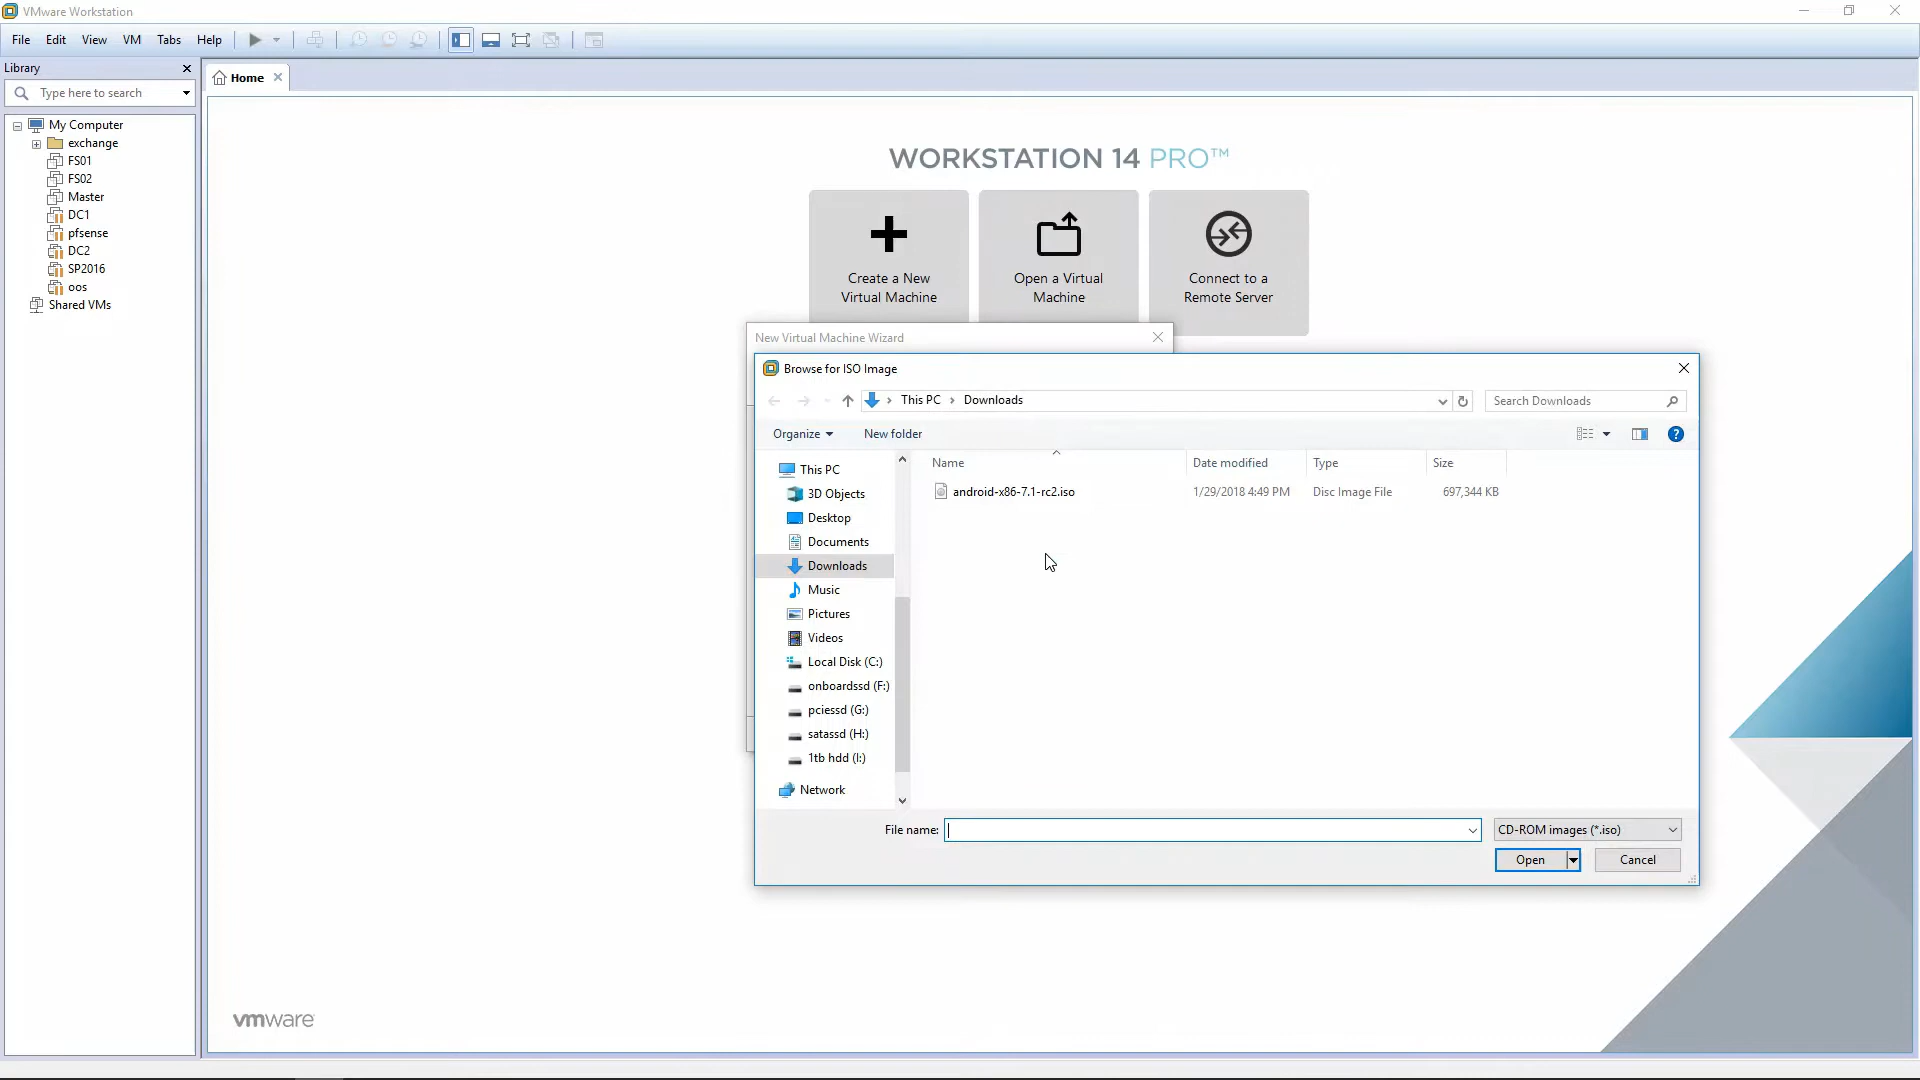 VMware Workstation
File Edit View VM Tabs Help
Library
Type here to search
My Computer
exchange
FS01
FS02
Master
DC1
pfsense
DC2
SP2016
oos
Shared VMs
Home
WORKSTATION 14 PRO™
Create a New
Virtual Machine
Open a Virtual
Machine
Connect to a
Remote Server
New Virtual Machine Wizard
Browse for ISO Image
This PC › Downloads
Search Downloads
Organize New folder
This PC
3D Objects
Desktop
Documents
Downloads
Music
Pictures
Videos
Local Disk (C:)
onboardssd (F:)
pciessd (G:)
satassd (H:)
1tb hdd (I:)
Network
Name Date modified Type Size
android-x86-7.1-rc2.iso 1/29/2018 4:49 PM Disc Image File 697,344 KB
File name: CD-ROM images (*.iso)
Open Cancel
vmware